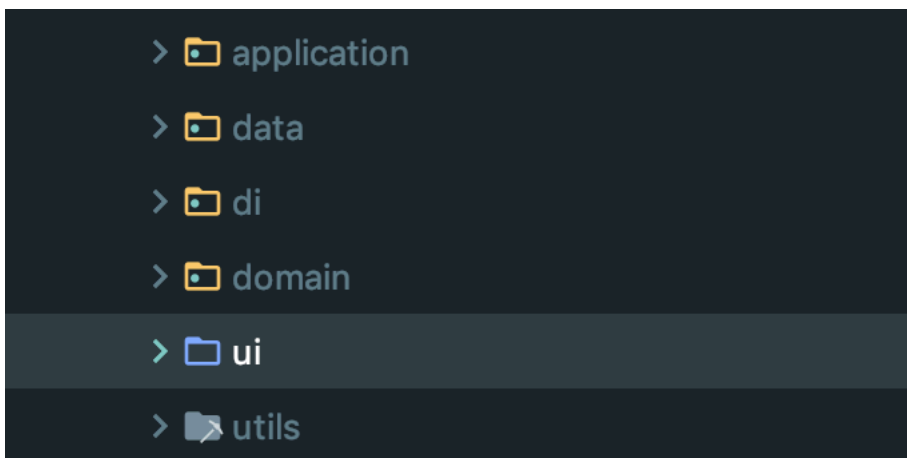 application
data
di
domain
ui
utils